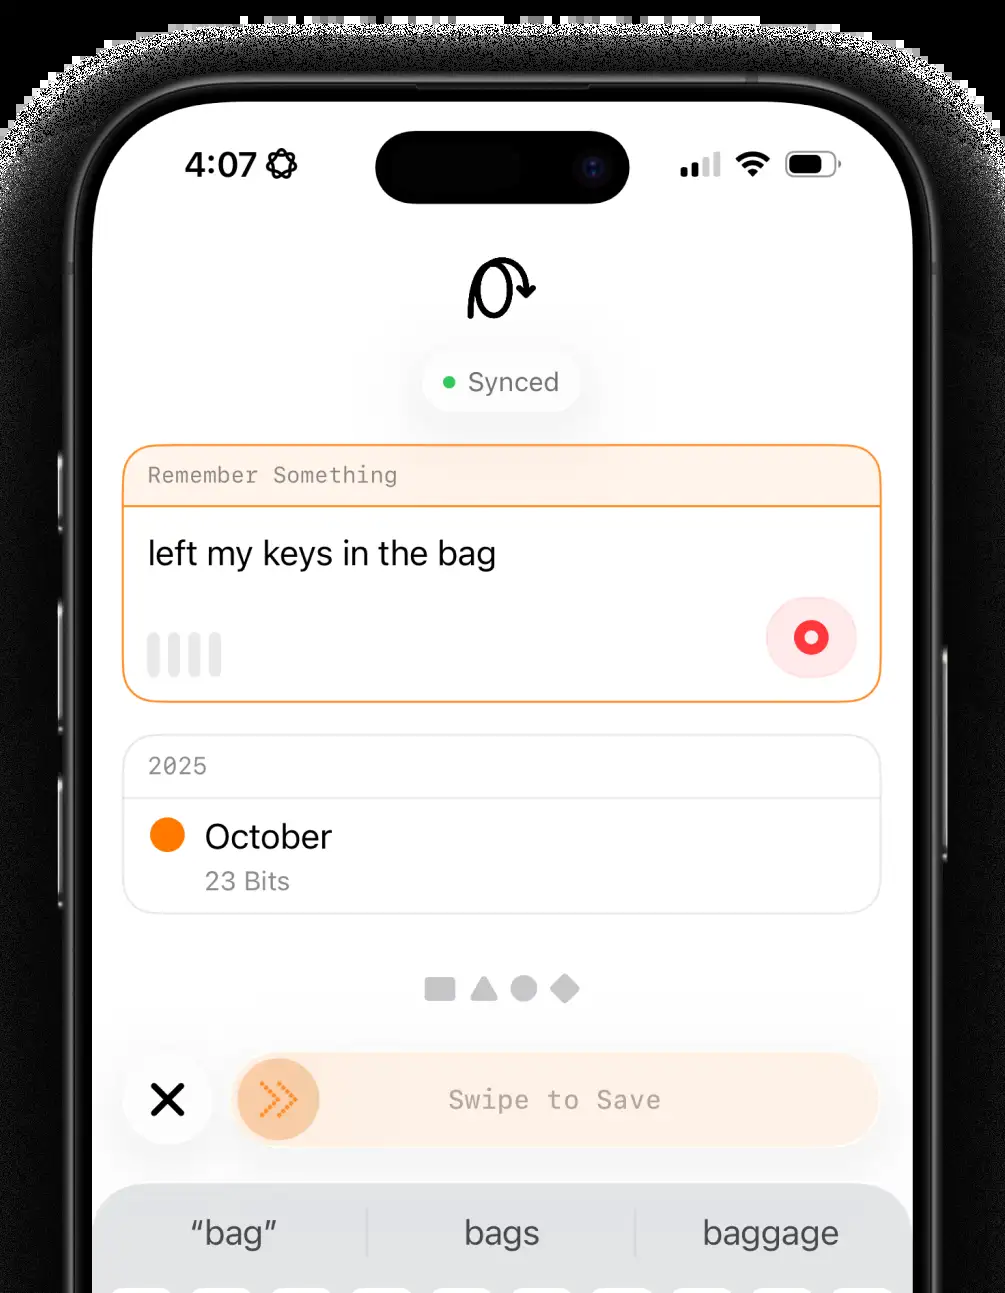 4:07
Synced
Remember Something
left my keys in the bag
2025
October
23 Bits
Swipe to Save
“bag” bags baggage